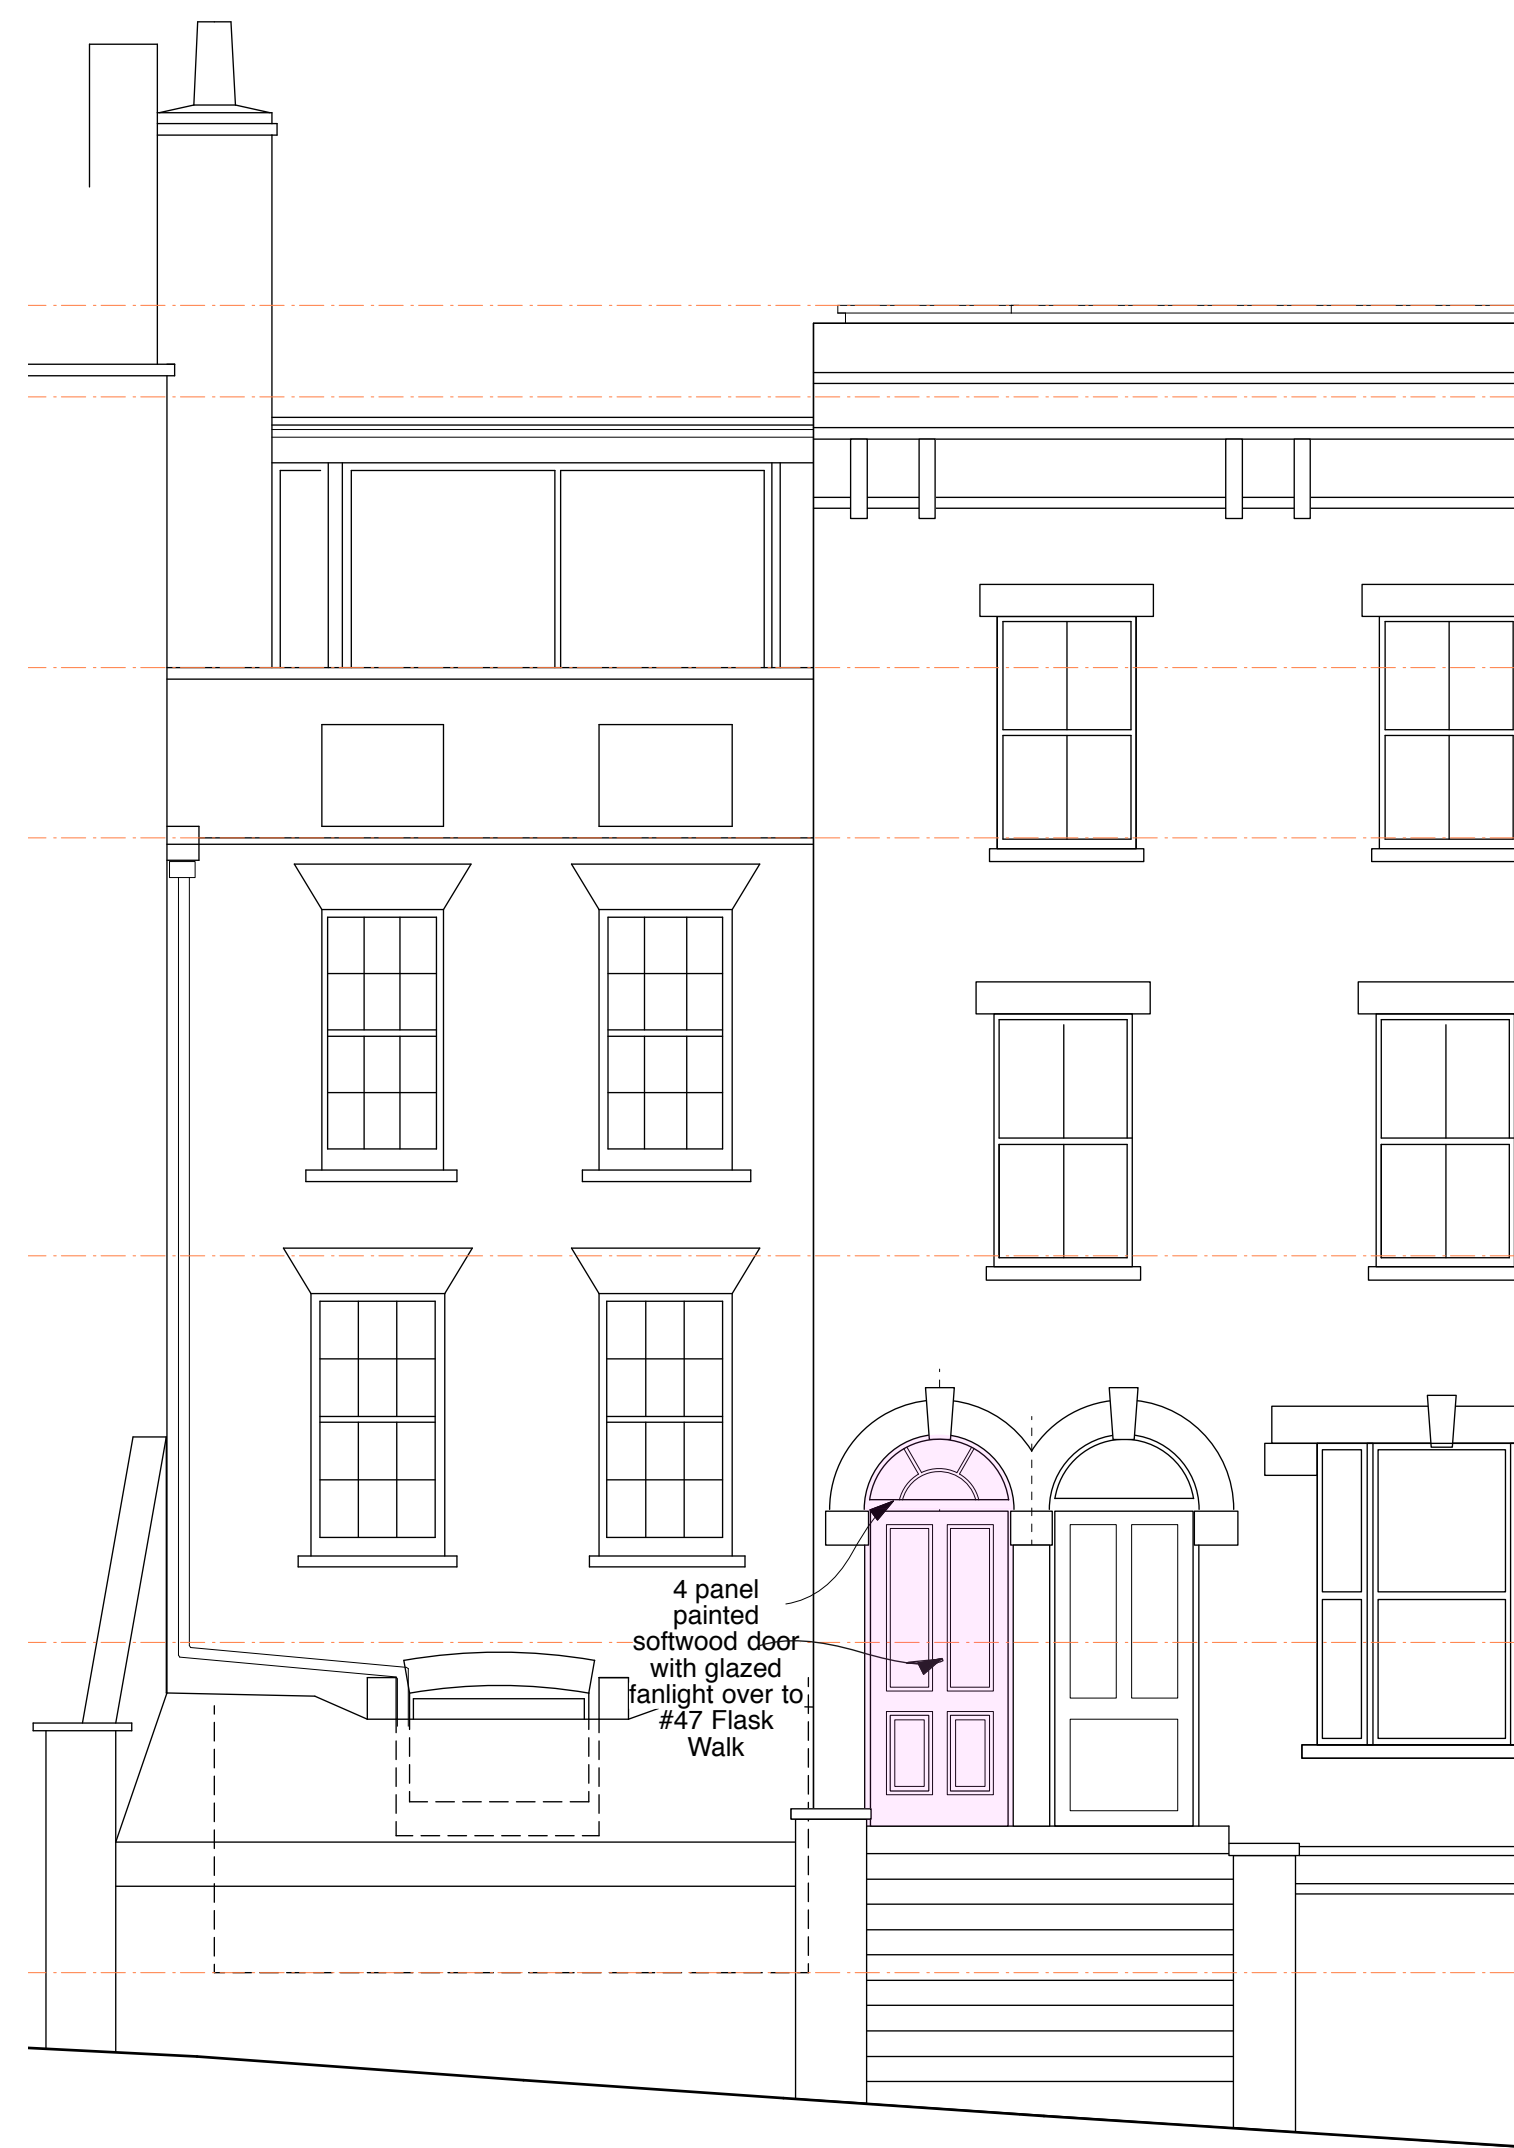 4 panel
painted
softwood door
with glazed
fanlight over to
#47 Flask
Walk